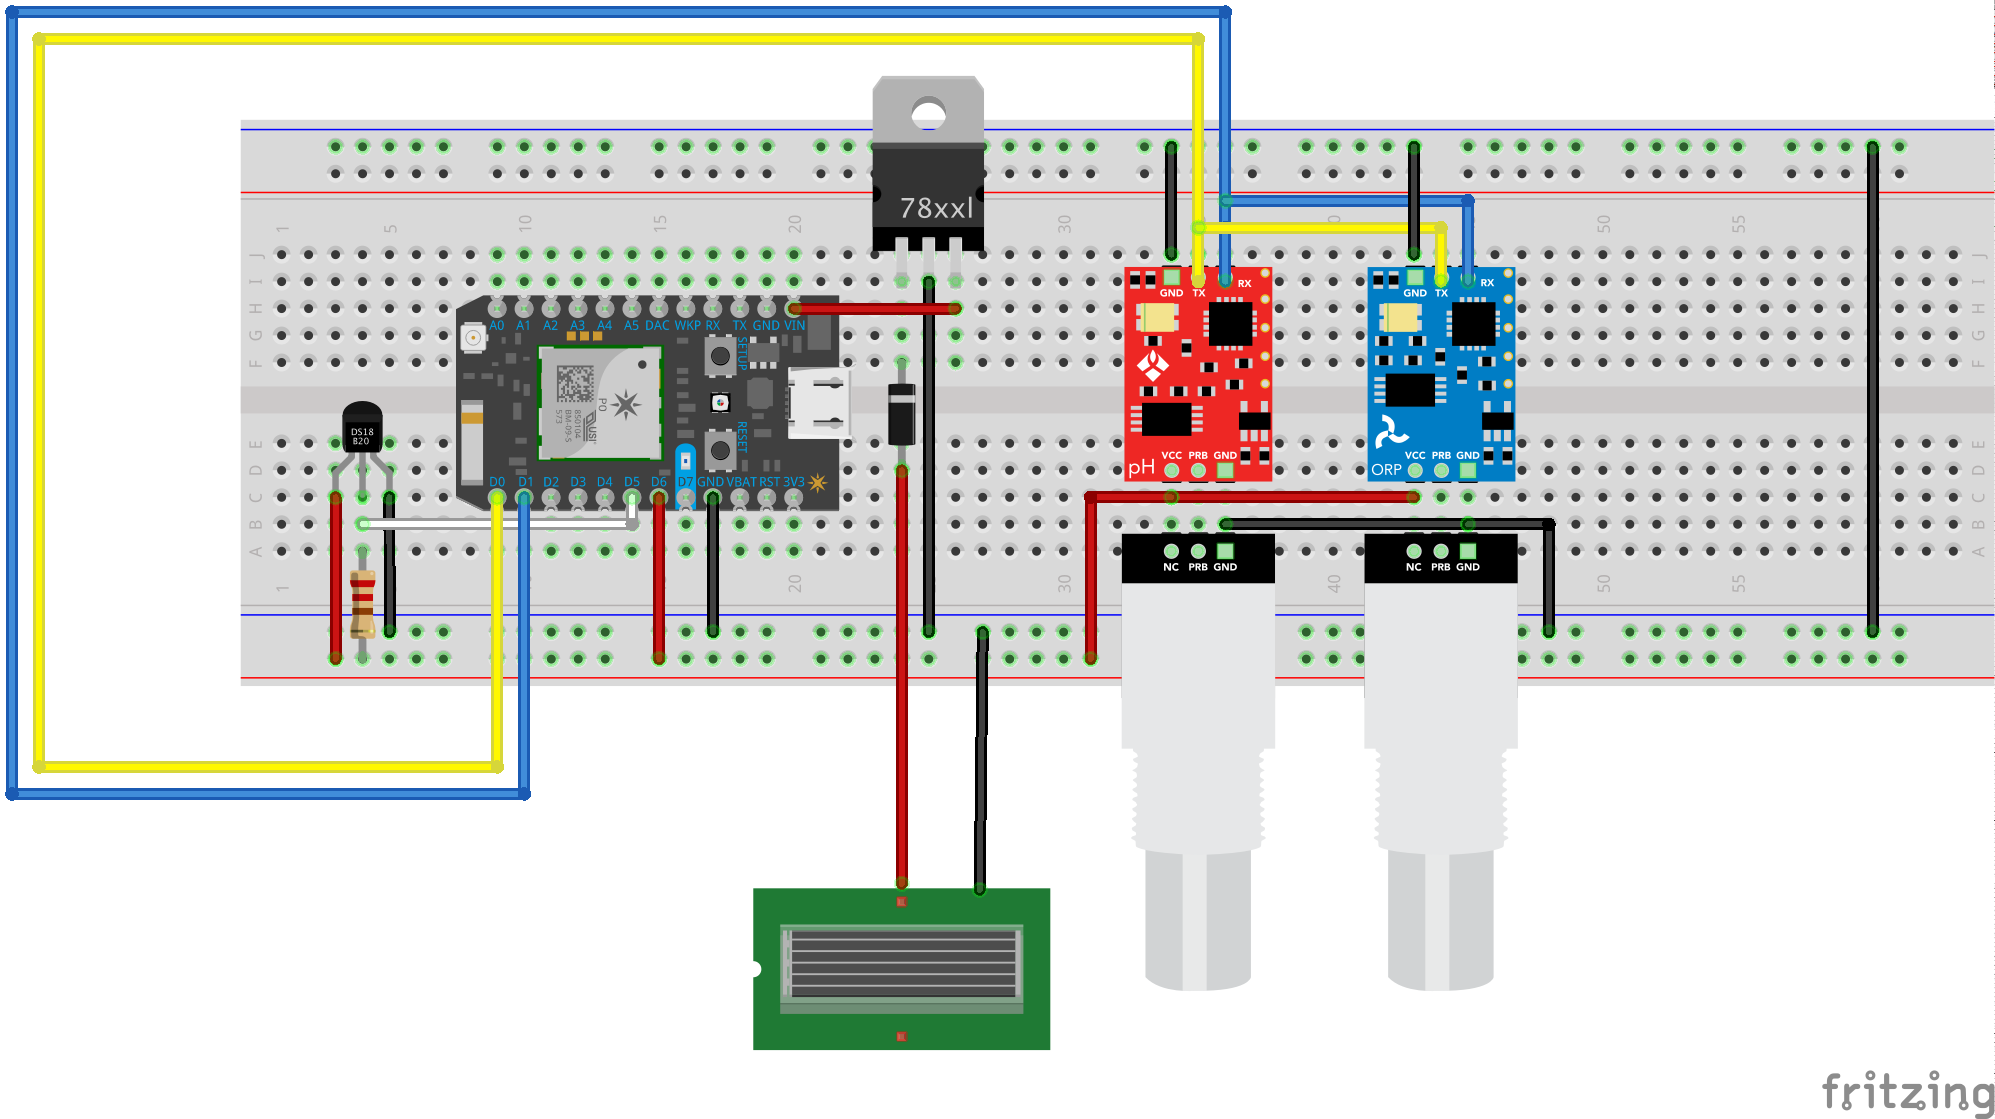 78xxl
1 5 10 15 20 30 40 50 55
J
I
H
G
F
A0 A1 A2 A3 A4 A5 DAC WKP RX TX GND VIN
SETUP
RESET
P0
DS18
B20
E
D
C
B
A
D0 D1 D2 D3 D4 D5 D6 D7 GND VBAT RST 3V3
GND TX RX
VCC PRB GND
pH
GND TX RX
VCC PRB GND
ORP
NC PRB GND
NC PRB GND
1 20 30 40 50 55
J
I
H
G
F
E
D
C
B
A
fritzing